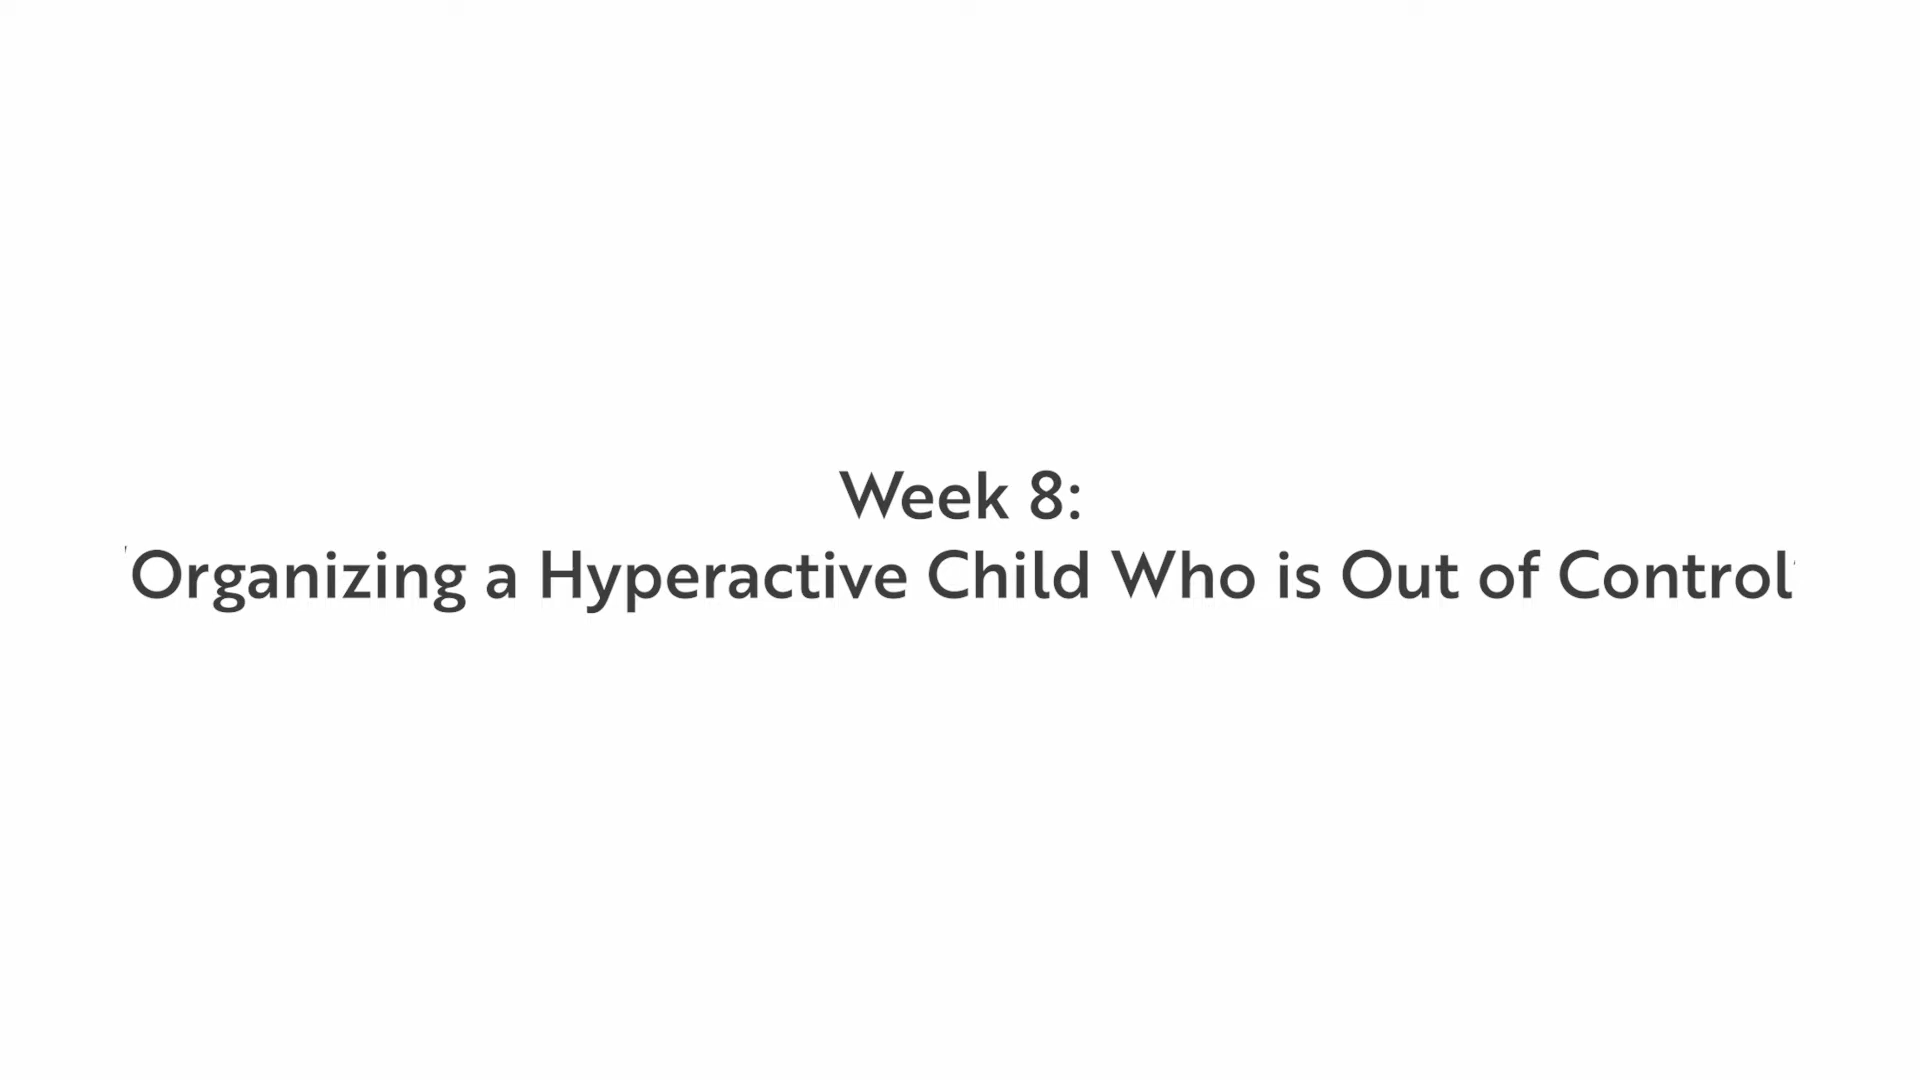 Week 8:
"Organizing a Hyperactive Child Who is Out of Control"